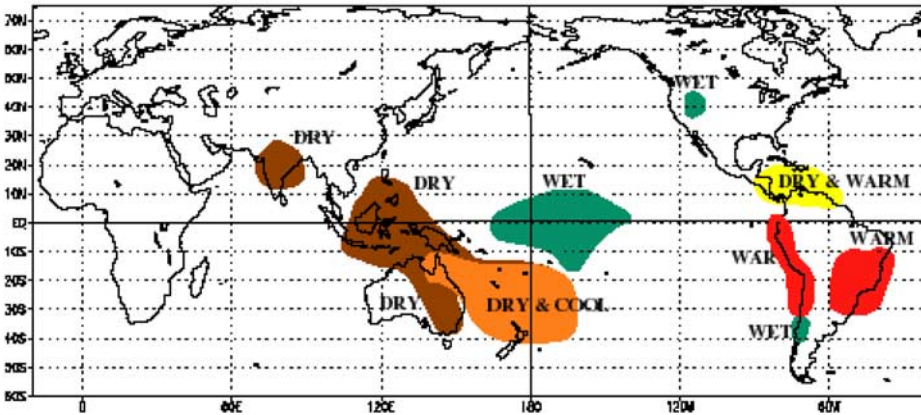 70N
60N
50N
40N
30N
20N
10N
EQ
10S
20S
30S
40S
50S
60S
WET
DRY
DRY
WET
DRY & WARM
WARM
WAR
DRY
DRY & COOL
WET
0
60E
120E
180
120W
60W